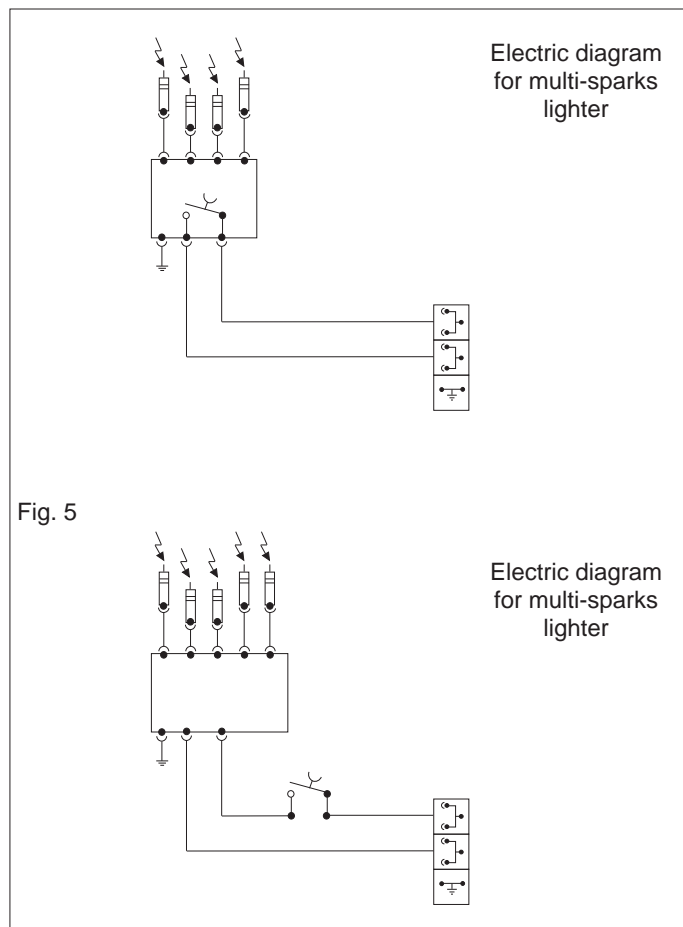 Electric diagram
for multi-sparks
lighter
Fig. 5
Electric diagram
for multi-sparks
lighter